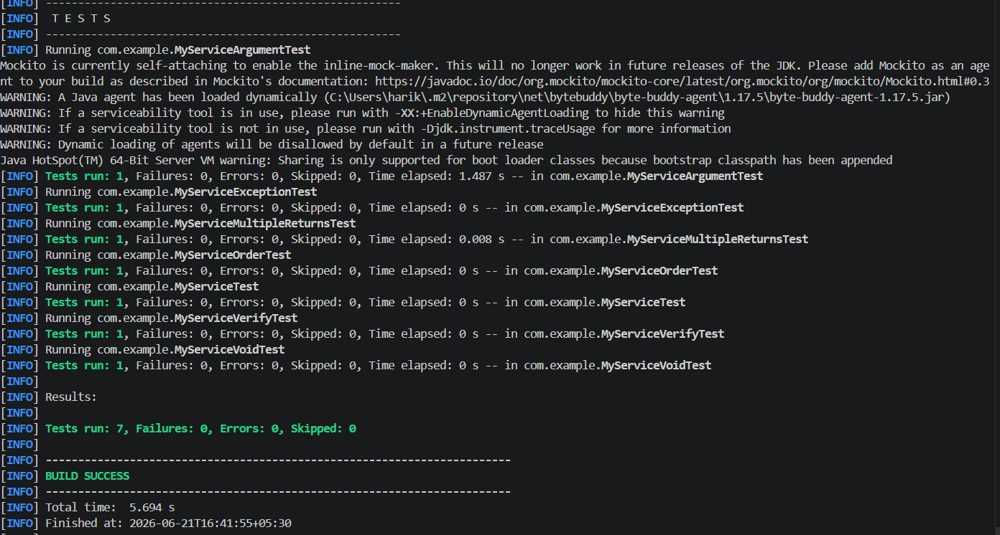 [INFO] -------------------------------------------------------
[INFO]  T E S T S
[INFO] -------------------------------------------------------
[INFO] Running com.example.MyServiceArgumentTest
Mockito is currently self-attaching to enable the inline-mock-maker. This will no longer work in future releases of the JDK. Please add Mockito as an age
nt to your build as described in Mockito's documentation: https://javadoc.io/doc/org.mockito/mockito-core/latest/org.mockito/org/mockito/Mockito.html#0.3
WARNING: A Java agent has been loaded dynamically (C:\Users\harik\.m2\repository\net\bytebuddy\byte-buddy-agent\1.17.5\byte-buddy-agent-1.17.5.jar)
WARNING: If a serviceability tool is in use, please run with -XX:+EnableDynamicAgentLoading to hide this warning
WARNING: If a serviceability tool is not in use, please run with -Djdk.instrument.traceUsage for more information
WARNING: Dynamic loading of agents will be disallowed by default in a future release
Java HotSpot(TM) 64-Bit Server VM warning: Sharing is only supported for boot loader classes because bootstrap classpath has been appended
[INFO] Tests run: 1, Failures: 0, Errors: 0, Skipped: 0, Time elapsed: 1.487 s -- in com.example.MyServiceArgumentTest
[INFO] Running com.example.MyServiceExceptionTest
[INFO] Tests run: 1, Failures: 0, Errors: 0, Skipped: 0, Time elapsed: 0 s -- in com.example.MyServiceExceptionTest
[INFO] Running com.example.MyServiceMultipleReturnsTest
[INFO] Tests run: 1, Failures: 0, Errors: 0, Skipped: 0, Time elapsed: 0.008 s -- in com.example.MyServiceMultipleReturnsTest
[INFO] Running com.example.MyServiceOrderTest
[INFO] Tests run: 1, Failures: 0, Errors: 0, Skipped: 0, Time elapsed: 0 s -- in com.example.MyServiceOrderTest
[INFO] Running com.example.MyServiceTest
[INFO] Tests run: 1, Failures: 0, Errors: 0, Skipped: 0, Time elapsed: 0 s -- in com.example.MyServiceTest
[INFO] Running com.example.MyServiceVerifyTest
[INFO] Tests run: 1, Failures: 0, Errors: 0, Skipped: 0, Time elapsed: 0 s -- in com.example.MyServiceVerifyTest
[INFO] Running com.example.MyServiceVoidTest
[INFO] Tests run: 1, Failures: 0, Errors: 0, Skipped: 0, Time elapsed: 0 s -- in com.example.MyServiceVoidTest
[INFO]
[INFO] Results:
[INFO]
[INFO] Tests run: 7, Failures: 0, Errors: 0, Skipped: 0
[INFO]
[INFO] ------------------------------------------------------------------------
[INFO] BUILD SUCCESS
[INFO] ------------------------------------------------------------------------
[INFO] Total time:  5.694 s
[INFO] Finished at: 2026-06-21T16:41:55+05:30